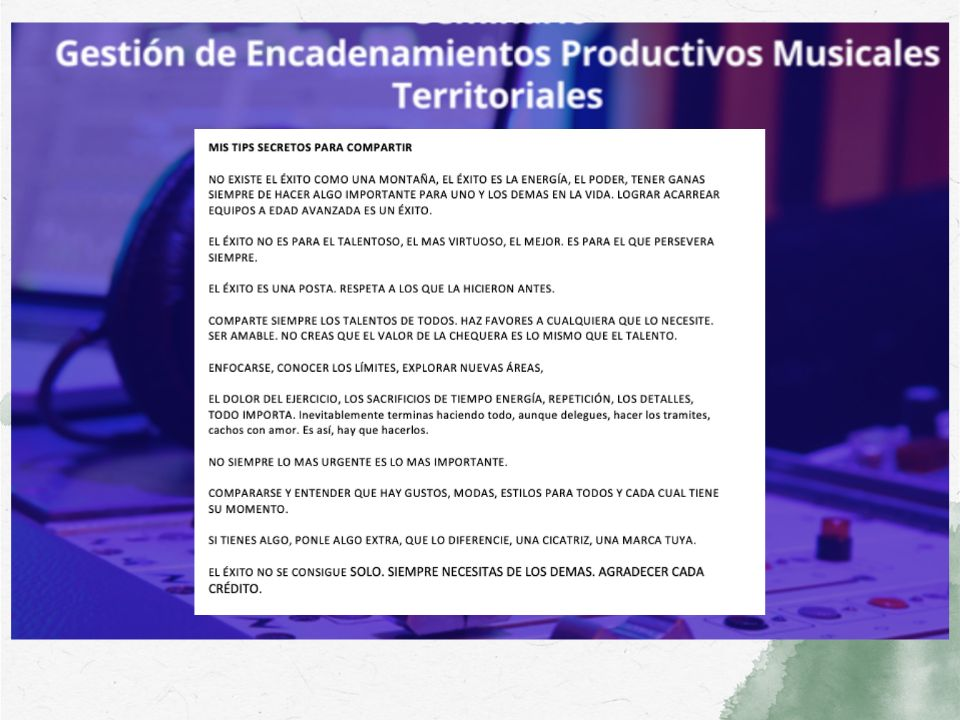 Gestión de Encadenamientos Productivos Musicales
Territoriales
MIS TIPS SECRETOS PARA COMPARTIR
NO EXISTE EL ÉXITO COMO UNA MONTAÑA, EL ÉXITO ES LA ENERGÍA, EL PODER, TENER GANAS
SIEMPRE DE HACER ALGO IMPORTANTE PARA UNO Y LOS DEMAS EN LA VIDA. LOGRAR ACARREAR
EQUIPOS A EDAD AVANZADA ES UN ÉXITO.
EL ÉXITO NO ES PARA EL TALENTOSO, EL MAS VIRTUOSO, EL MEJOR. ES PARA EL QUE PERSEVERA
SIEMPRE.
EL ÉXITO ES UNA POSTA. RESPETA A LOS QUE LA HICIERON ANTES.
COMPARTE SIEMPRE LOS TALENTOS DE TODOS. HAZ FAVORES A CUALQUIERA QUE LO NECESITE.
SER AMABLE. NO CREAS QUE EL VALOR DE LA CHEQUERA ES LO MISMO QUE EL TALENTO.
ENFOCARSE, CONOCER LOS LÍMITES, EXPLORAR NUEVAS ÁREAS,
EL DOLOR DEL EJERCICIO, LOS SACRIFICIOS DE TIEMPO ENERGÍA, REPETICIÓN, LOS DETALLES,
TODO IMPORTA. Inevitablemente terminas haciendo todo, aunque delegues, hacer los tramites,
cachos con amor. Es así, hay que hacerlos.
NO SIEMPRE LO MAS URGENTE ES LO MAS IMPORTANTE.
COMPARARSE Y ENTENDER QUE HAY GUSTOS, MODAS, ESTILOS PARA TODOS Y CADA CUAL TIENE
SU MOMENTO.
SI TIENES ALGO, PONLE ALGO EXTRA, QUE LO DIFERENCIE, UNA CICATRIZ, UNA MARCA TUYA.
EL ÉXITO NO SE CONSIGUE SOLO. SIEMPRE NECESITAS DE LOS DEMAS. AGRADECER CADA
CRÉDITO.